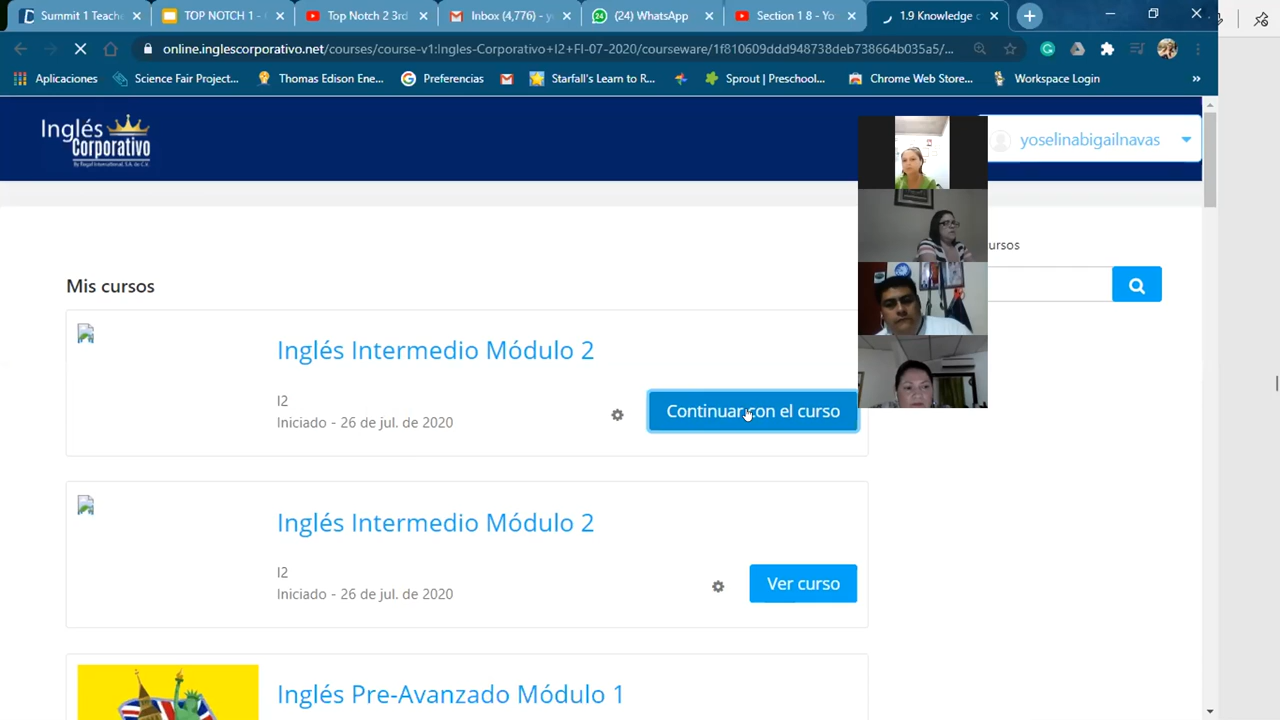 Summit 1 Teache
TOP NOTCH 1 - (
Top Notch 2 3rd
Inbox (4,776) - y
(24) WhatsApp
Section 1 8 - Yo
1.9 Knowledge c
online.inglescorporativo.net/courses/course-v1:Ingles-Corporativo+I2+FI-07-2020/courseware/1f810609ddd948738deb738664b035a5/...
Aplicaciones
Science Fair Project...
Thomas Edison Ene...
Preferencias
Starfall's Learn to R...
Sprout | Preschool...
Chrome Web Store...
Workspace Login
»
Inglés
Corporativo
yoselinabigailnavas
ursos
Mis cursos
Inglés Intermedio Módulo 2
I2
Iniciado - 26 de jul. de 2020
Continuar con el curso
Inglés Intermedio Módulo 2
I2
Iniciado - 26 de jul. de 2020
Ver curso
Inglés Pre-Avanzado Módulo 1